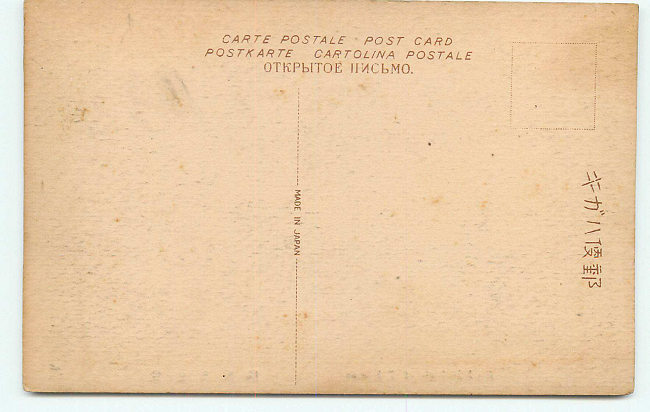 CARTE POSTALE · POST CARD
POSTKARTE CARTOLINA POSTALE
ОТКРЫТОЕ ПИСЬМО.
MADE IN JAPAN
郵便ハガキ